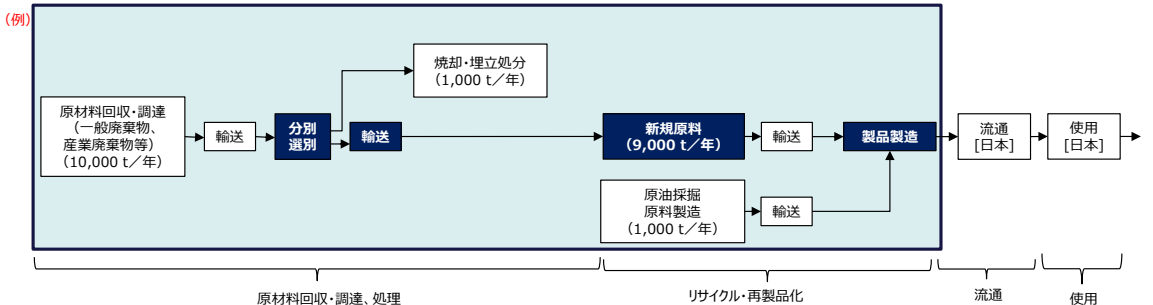 (例)
焼却・埋立処分
(1,000 t/年)
原材料回収・調達
(一般廃棄物、
産業廃棄物等)
(10,000 t/年)
輸送
分別
選別
輸送
新規原料
(9,000 t/年)
輸送
製品製造
流通
[日本]
使用
[日本]
原油採掘
原料製造
(1,000 t/年)
輸送
原材料回収・調達、処理
リサイクル・再製品化
流通
使用